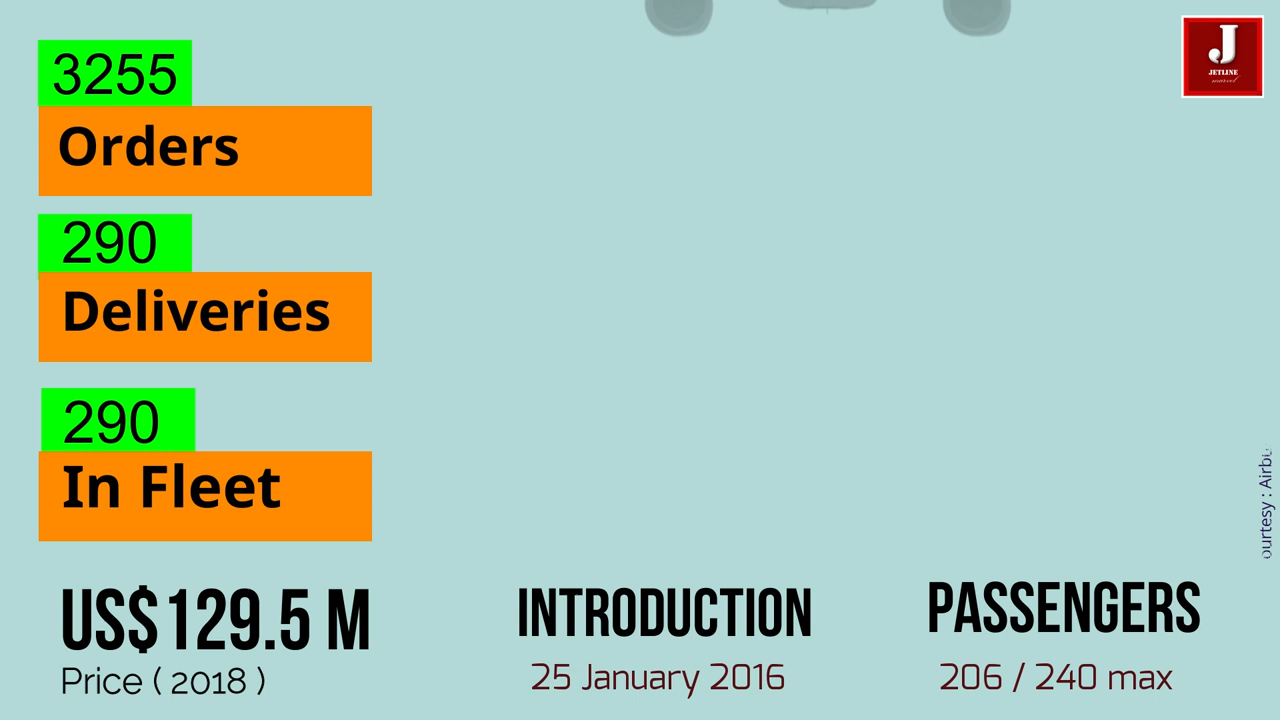 3255
Orders
290
Deliveries
290
In Fleet
US$129.5 M
Price ( 2018 )
INTRODUCTION
25 January 2016
PASSENGERS
206 / 240 max
J
JETLINE
marvel